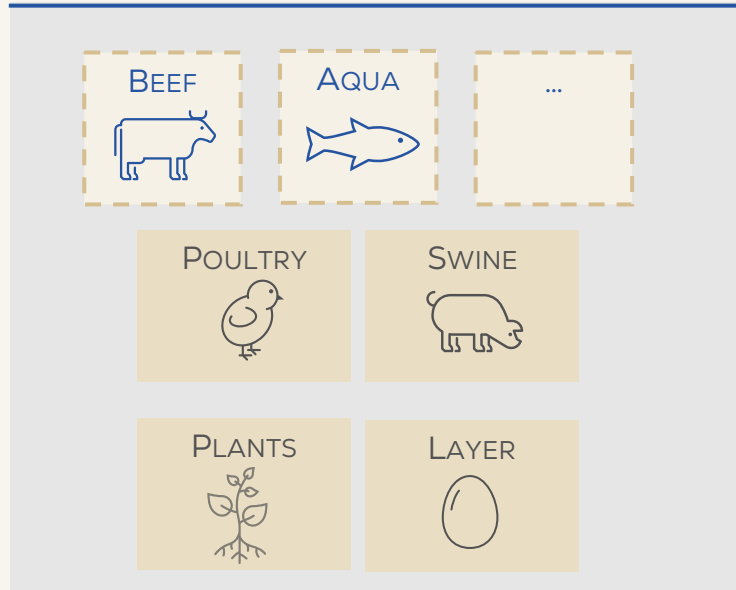 BEEF
AQUA
...
POULTRY
SWINE
PLANTS
LAYER